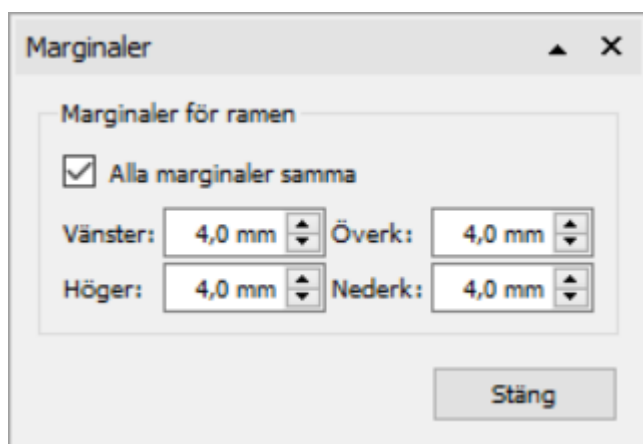 Marginaler
Marginaler för ramen
Alla marginaler samma
Vänster: 4,0 mm Överk: 4,0 mm
Höger: 4,0 mm Nederk: 4,0 mm
Stäng